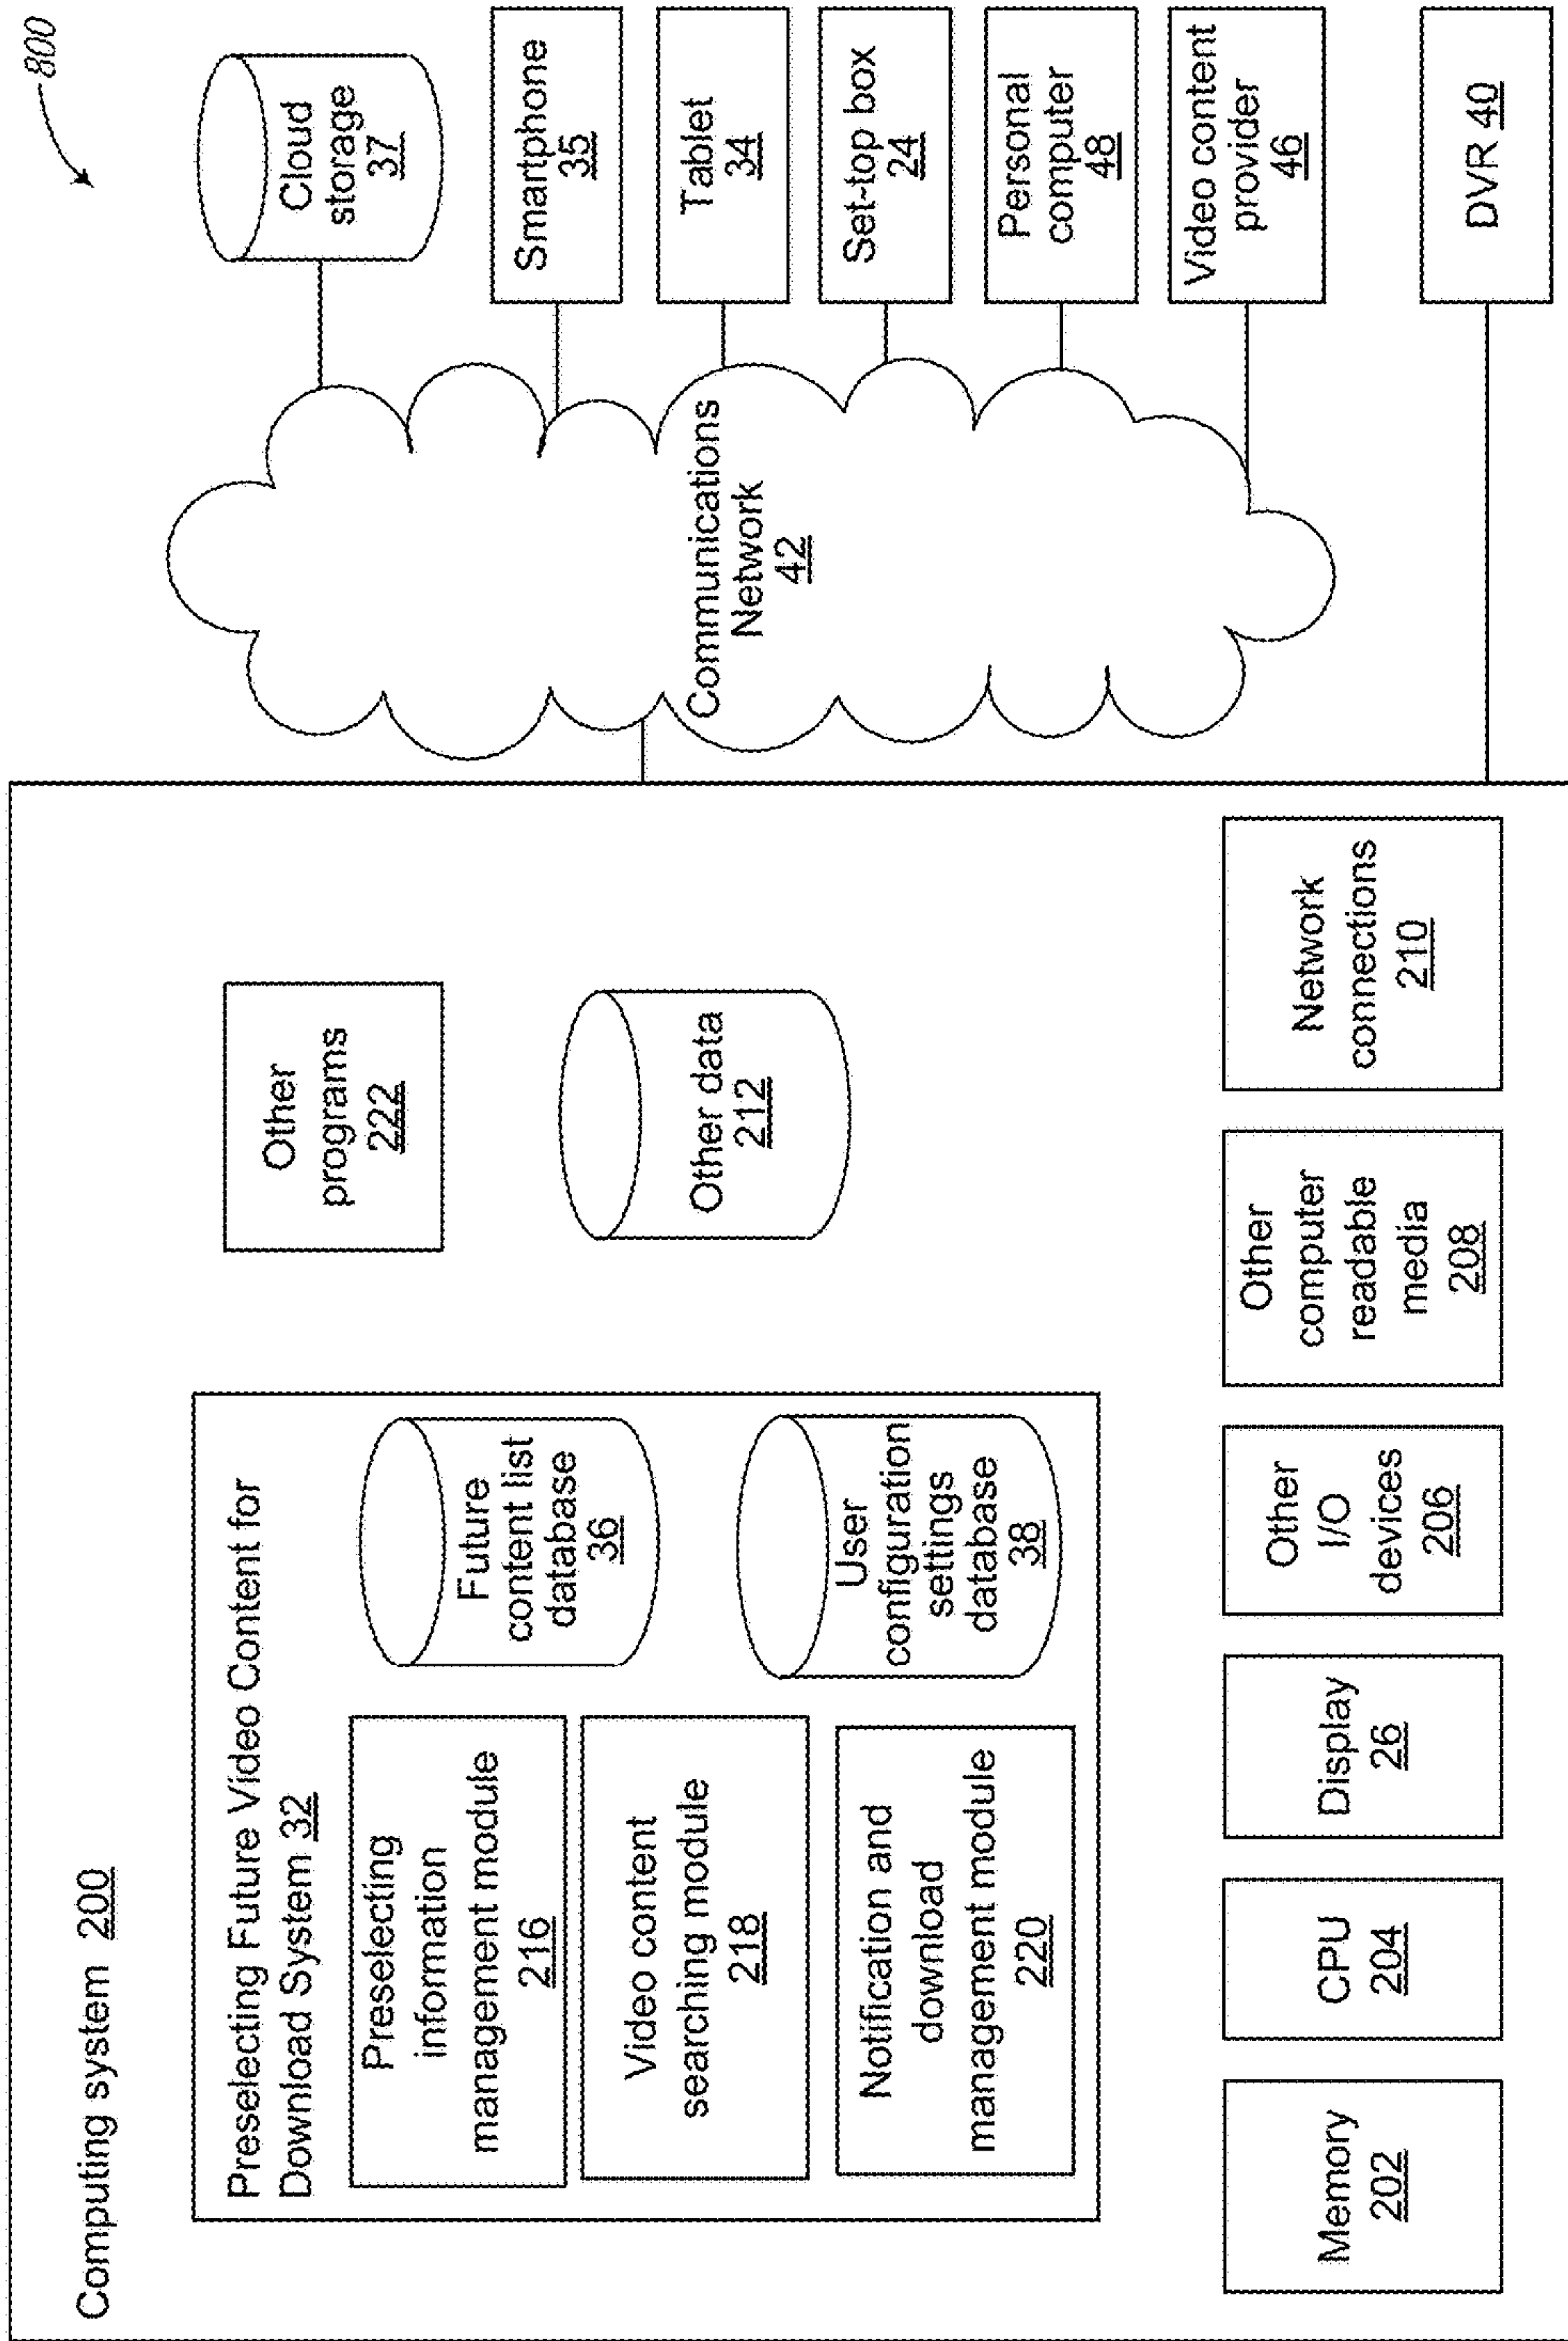 800
Computing system 200
Preselecting Future Video Content for
Download System 32
Preselecting
information
management module
216
Video content
searching module
218
Notification and
download
management module
220
Future
content list
database
36
User
configuration
settings
database
38
Other
programs
222
Other data
212
Memory
202
CPU
204
Display
26
Other
I/O
devices
206
Other
computer
readable
media
208
Network
connections
210
Communications
Network
42
Cloud
storage
37
Smartphone
35
Tablet
34
Set-top box
24
Personal
computer
48
Video content
provider
46
DVR 40